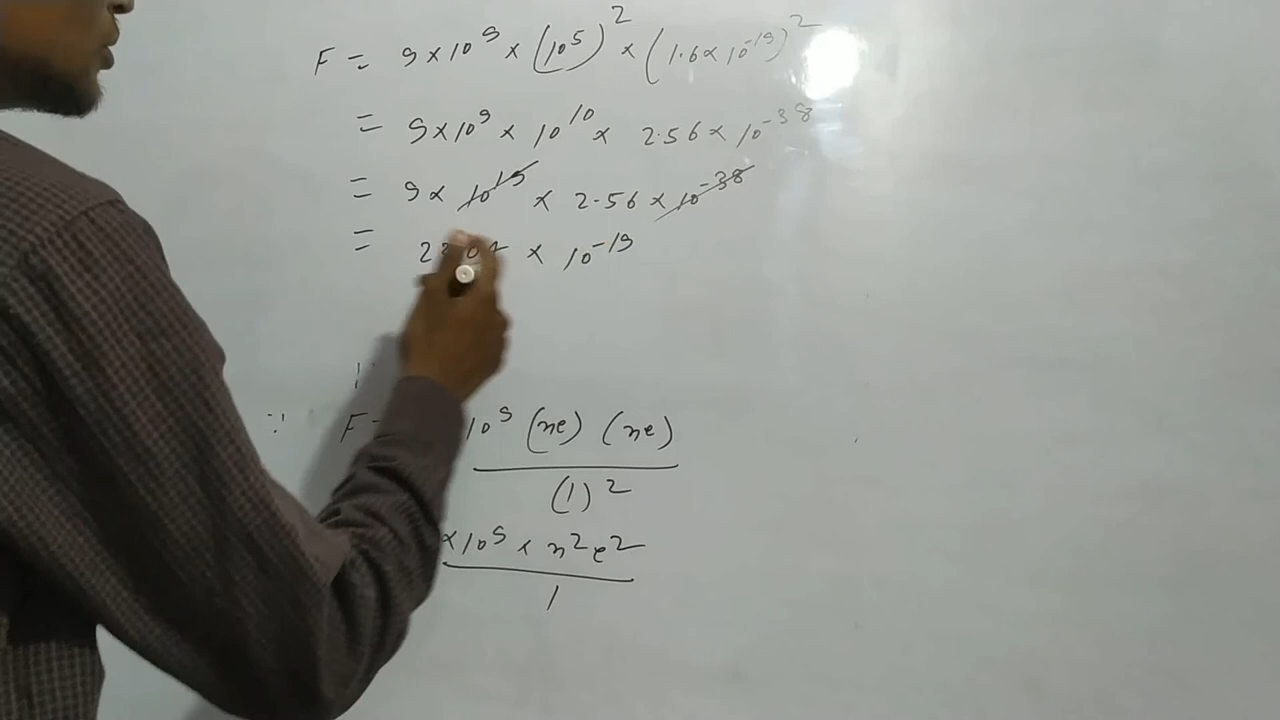 F = 9 × 10⁹ × (10⁵)² × (1.6 × 10⁻¹⁹)²
= 9 × 10⁹ × 10¹⁰ × 2.56 × 10⁻³⁸
= 9 × 10¹⁹ × 2.56 × 10⁻³⁸
= × 10⁻¹⁹
∵ F = 10⁹ (ne) (ne)
(1)²
× 10⁹ × n²e²
1